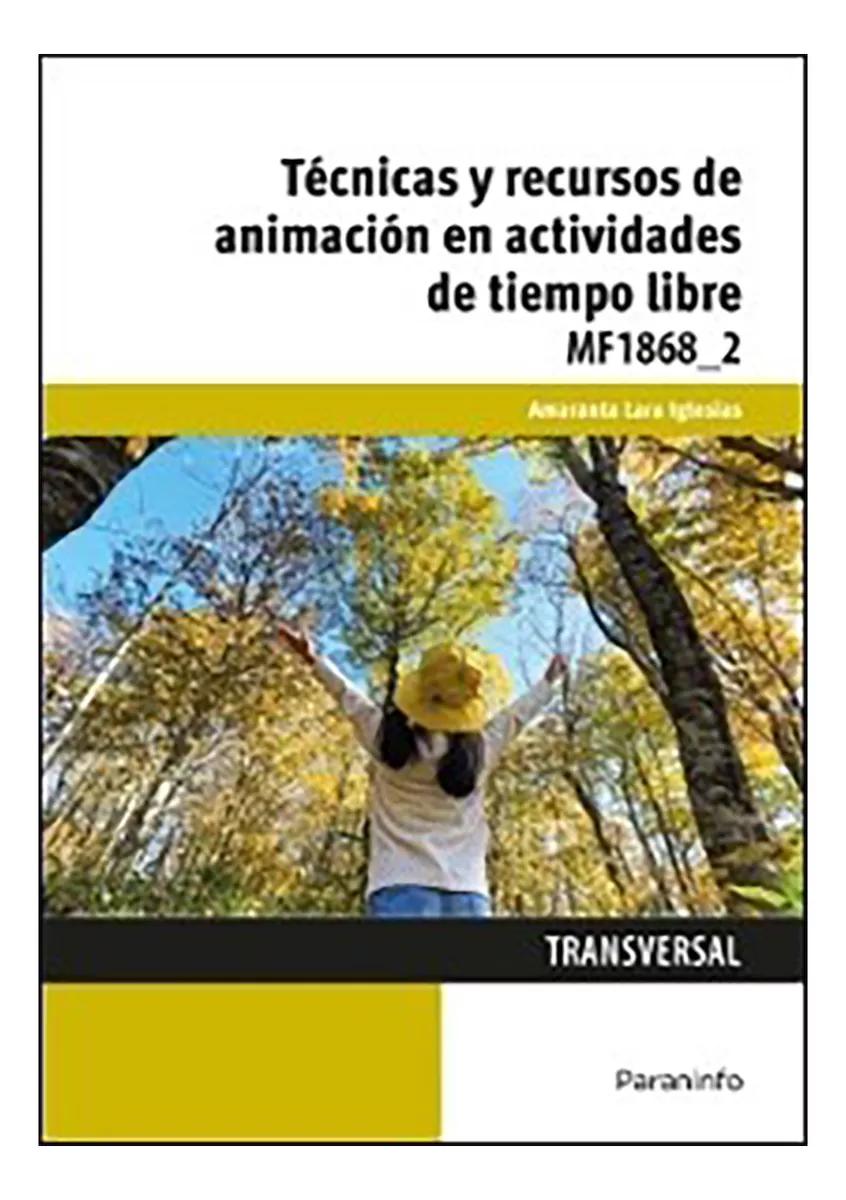 Técnicas y recursos de
animación en actividades
de tiempo libre
MF1868_2
Amaranta Lara Iglesias
TRANSVERSAL
Paraninfo